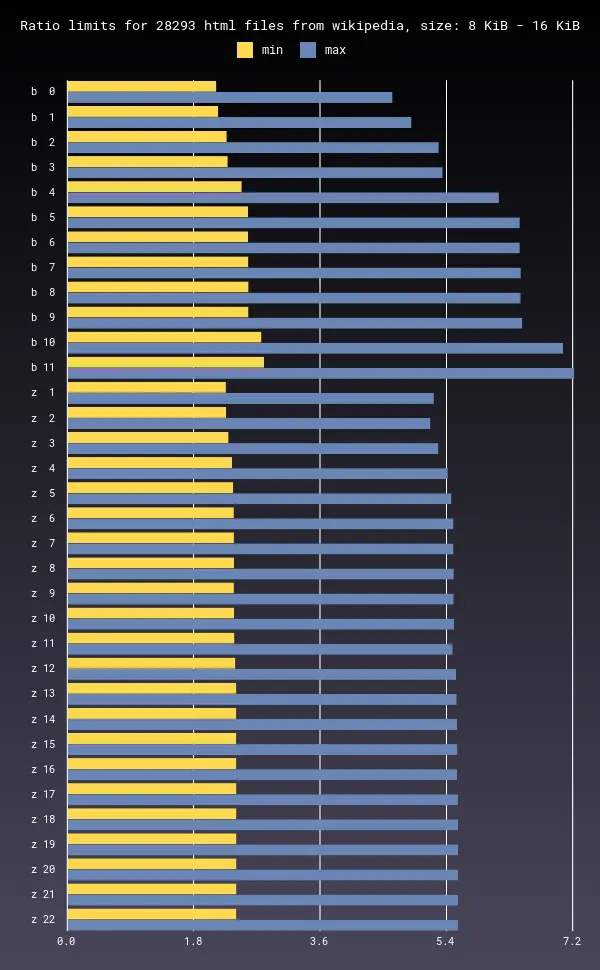 Ratio limits for 28293 html files from wikipedia, size: 8 KiB - 16 KiB
min max
b 0
b 1
b 2
b 3
b 4
b 5
b 6
b 7
b 8
b 9
b 10
b 11
z 1
z 2
z 3
z 4
z 5
z 6
z 7
z 8
z 9
z 10
z 11
z 12
z 13
z 14
z 15
z 16
z 17
z 18
z 19
z 20
z 21
z 22
0.0 1.8 3.6 5.4 7.2